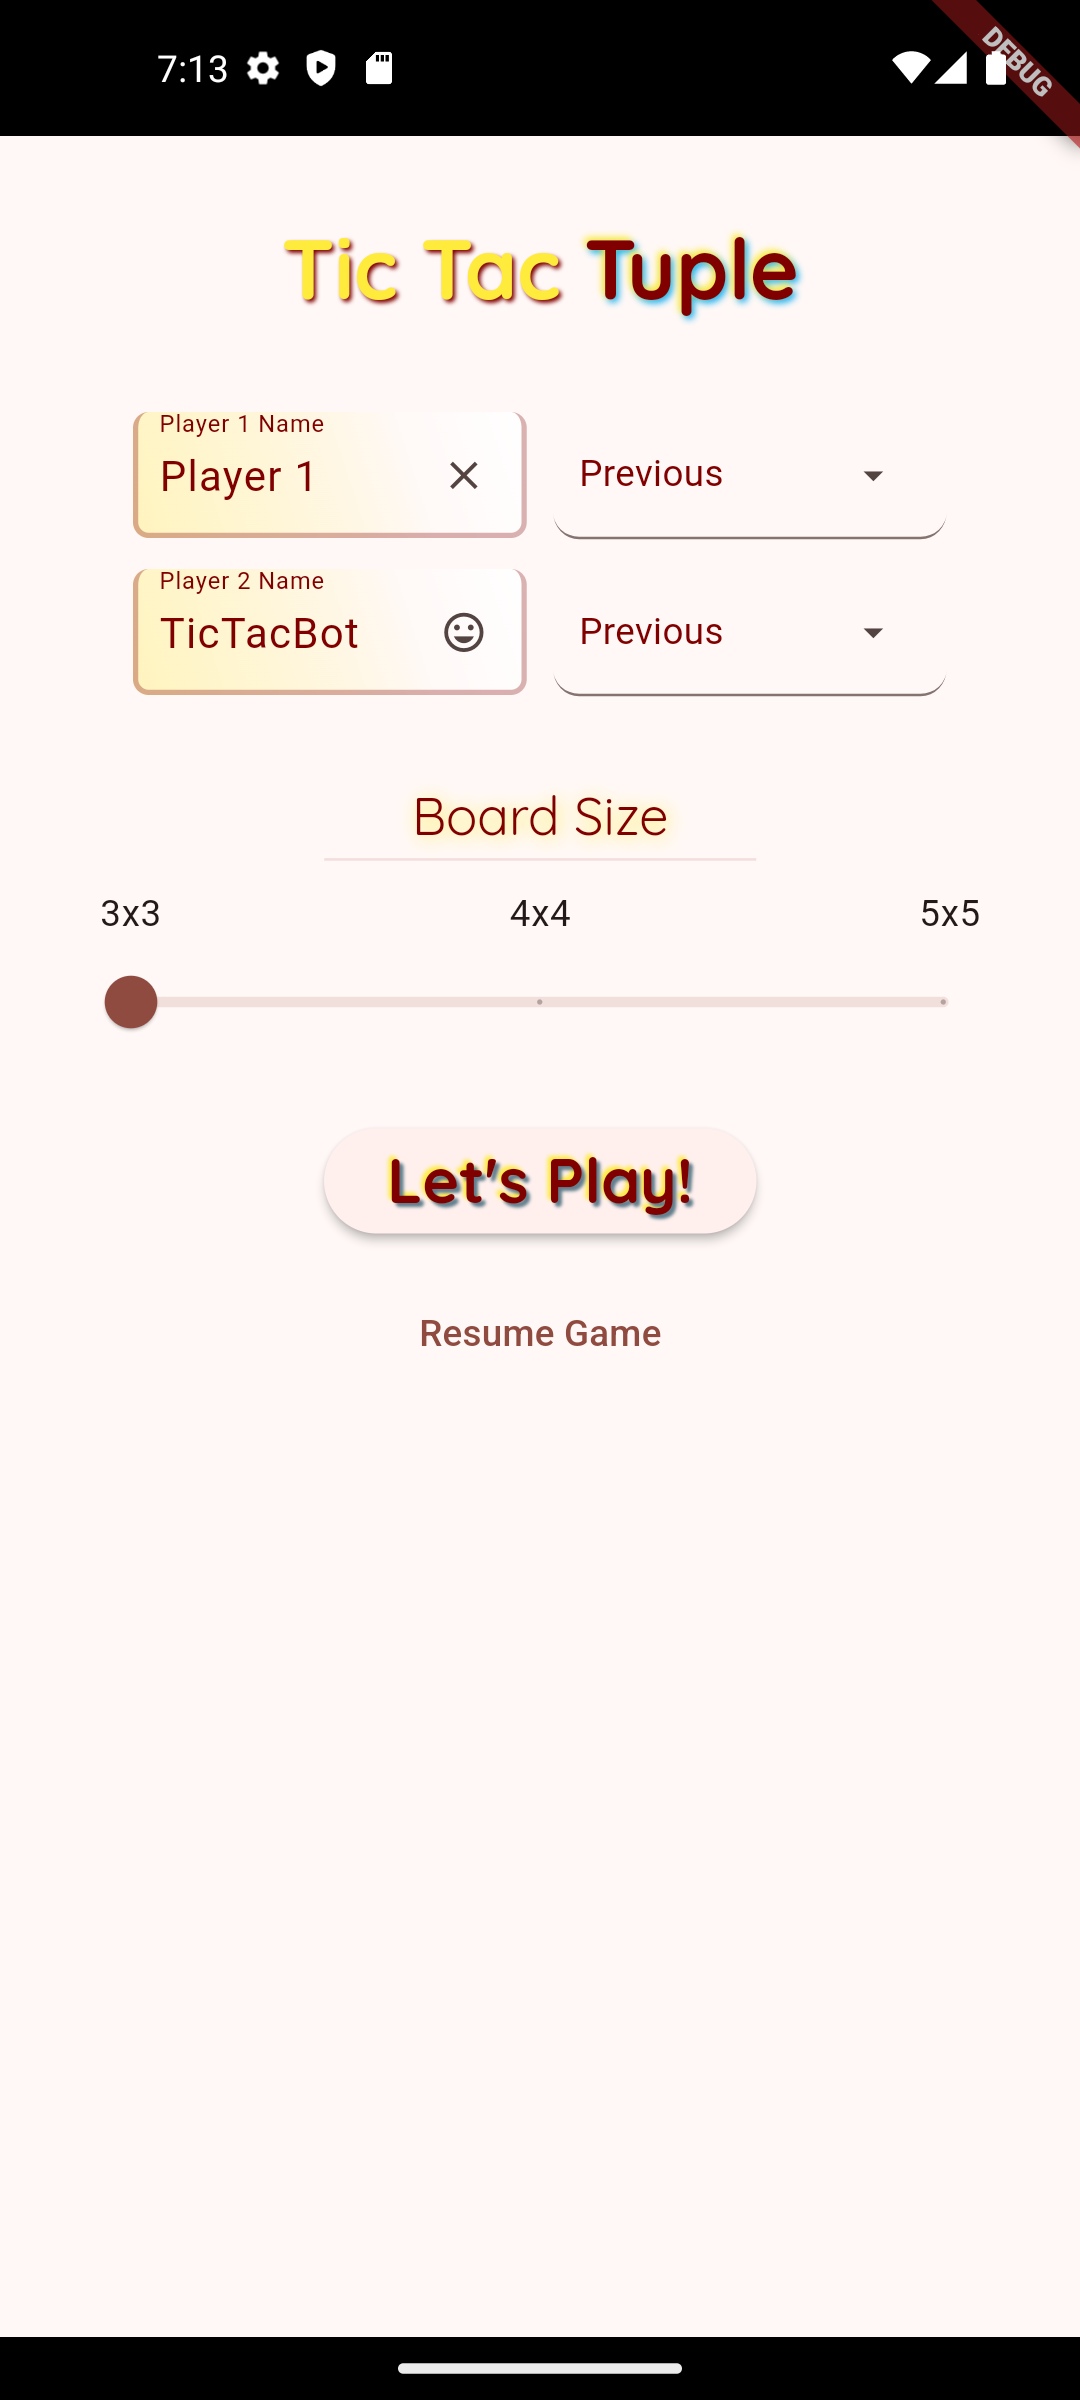 7:13
DEBUG
Tic Tac Tuple
Player 1 Name
Player 1
Previous
Player 2 Name
TicTacBot
Previous
Board Size
3x3 4x4 5x5
Let's Play!
Resume Game